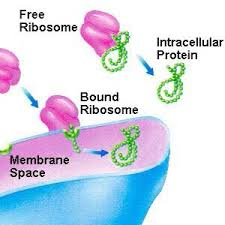 Free
Ribosome
Intracellular
Protein
Bound
Ribosome
Membrane
Space